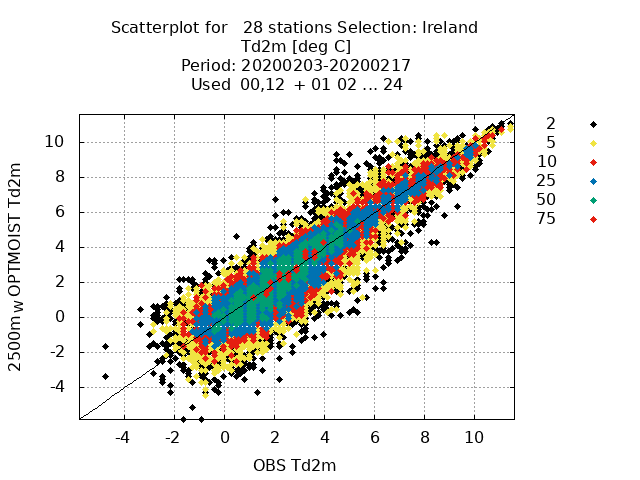 Scatterplot for 28 stations Selection: Ireland
Td2m [deg C]
Period: 20200203-20200217
Used 00,12 + 01 02 ... 24
2
5
10
25
50
75
10
8
6
4
2
0
-2
-4
2500m_w OPTMOIST Td2m
-4 -2 0 2 4 6 8 10
OBS Td2m